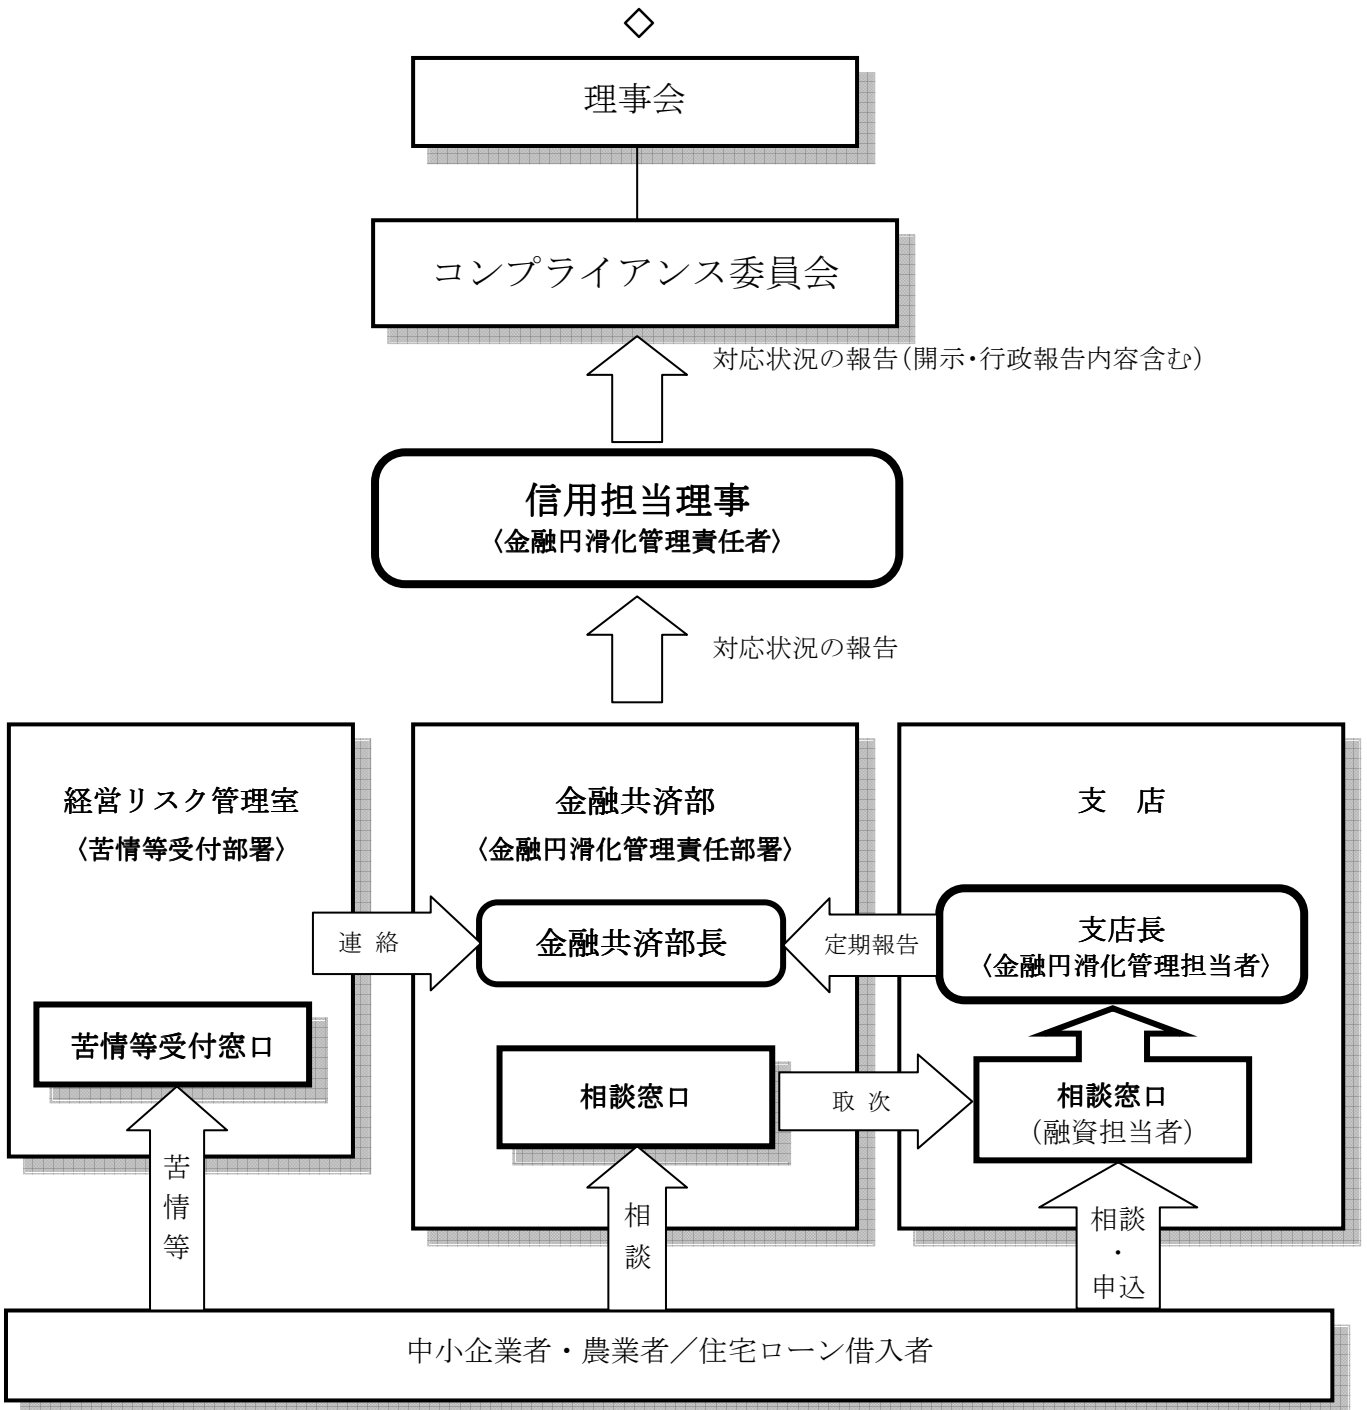 ◇
理事会
コンプライアンス委員会
対応状況の報告(開示・行政報告内容含む)
信用担当理事
〈金融円滑化管理責任者〉
対応状況の報告
経営リスク管理室
〈苦情等受付部署〉
金融共済部
〈金融円滑化管理責任部署〉
支 店
連 絡
金融共済部長
定期報告
支店長
〈金融円滑化管理担当者〉
苦情等受付窓口
相談窓口
取 次
相談窓口
(融資担当者)
苦情等
相談
相談
・
申込
中小企業者・農業者／住宅ローン借入者